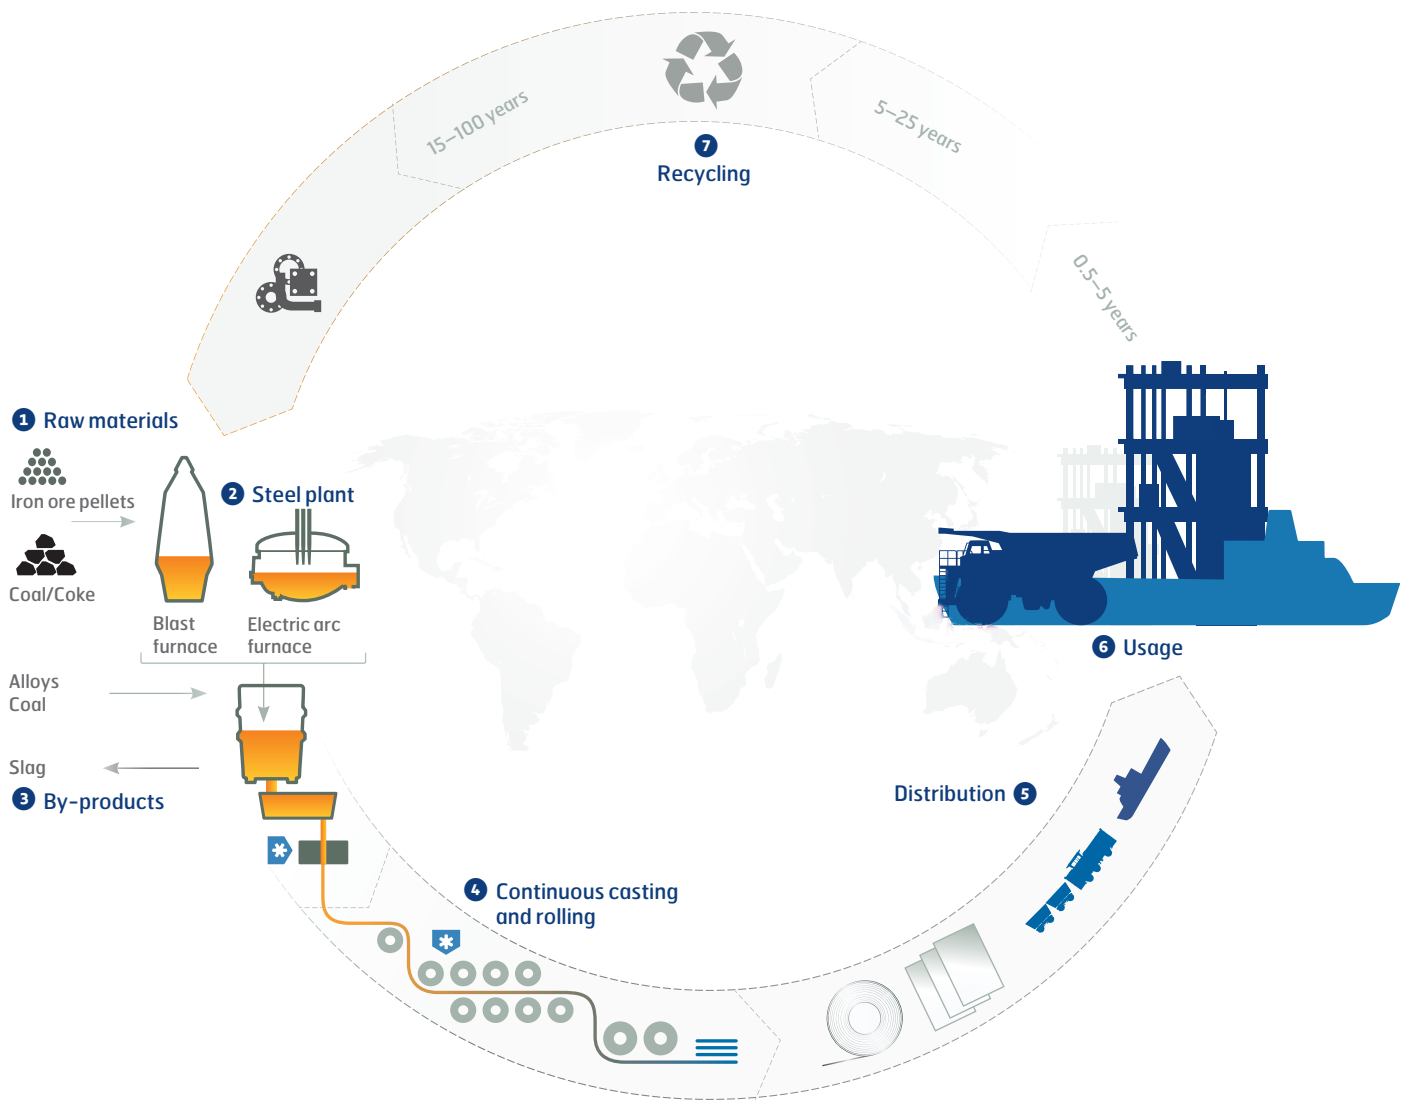 15–100 years
5–25 years
7
Recycling
0.5–5 years
1 Raw materials
Iron ore pellets
Coal/Coke
2 Steel plant
Blast
furnace
Electric arc
furnace
Alloys
Coal
Slag
3 By-products
4 Continuous casting
and rolling
Distribution 5
6 Usage